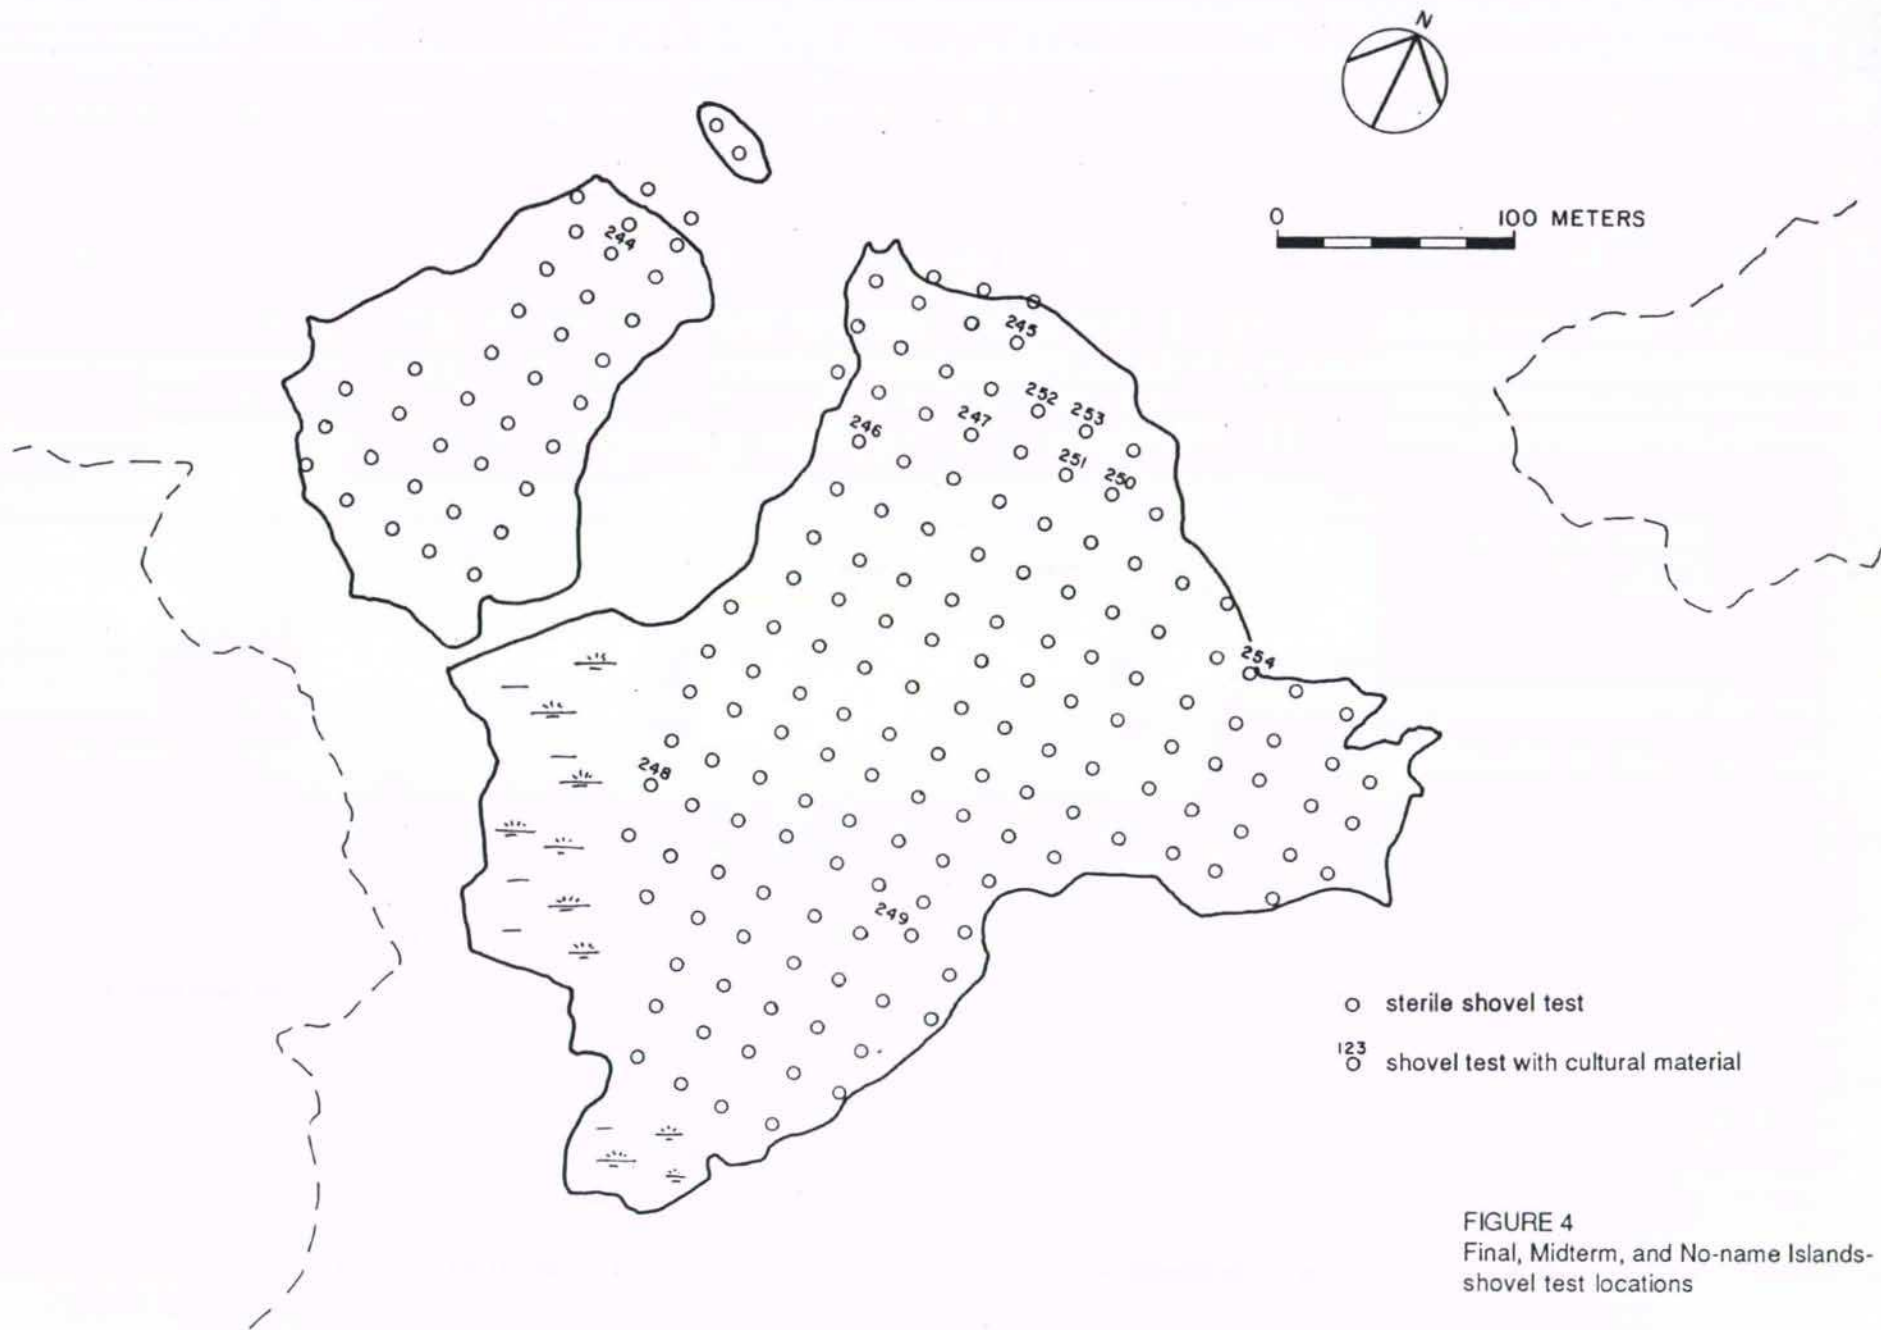 N
0 100 METERS
244
245
252
253
246
247
251
250
254
248
249
sterile shovel test
123
shovel test with cultural material
FIGURE 4
Final, Midterm, and No-name Islands-
shovel test locations